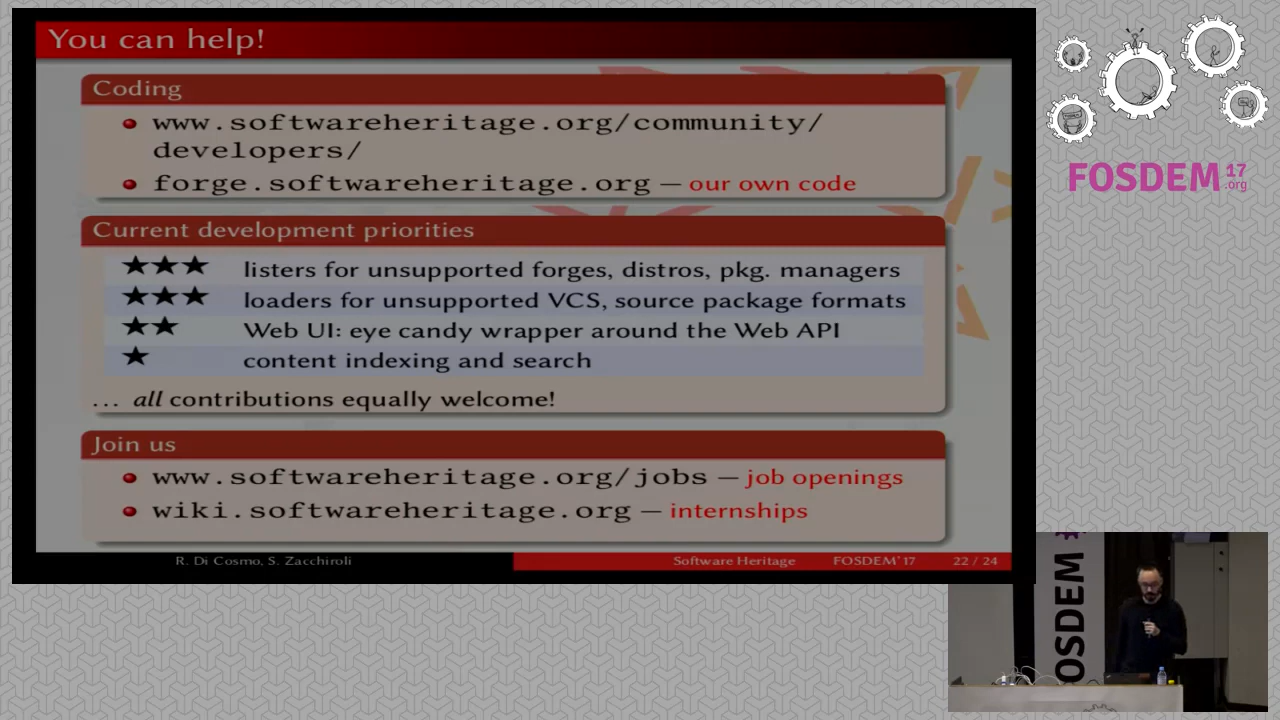 You can help!
Coding
www.softwareheritage.org/community/
developers/
forge.softwareheritage.org — our own code
Current development priorities
★★★ listers for unsupported forges, distros, pkg. managers
★★★ loaders for unsupported VCS, source package formats
★★ Web UI: eye candy wrapper around the Web API
★ content indexing and search
... all contributions equally welcome!
Join us
www.softwareheritage.org/jobs — job openings
wiki.softwareheritage.org — internships
R. Di Cosmo, S. Zacchiroli
Software Heritage
FOSDEM'17
22 / 24
FOSDEM 17
.org
OSDEM